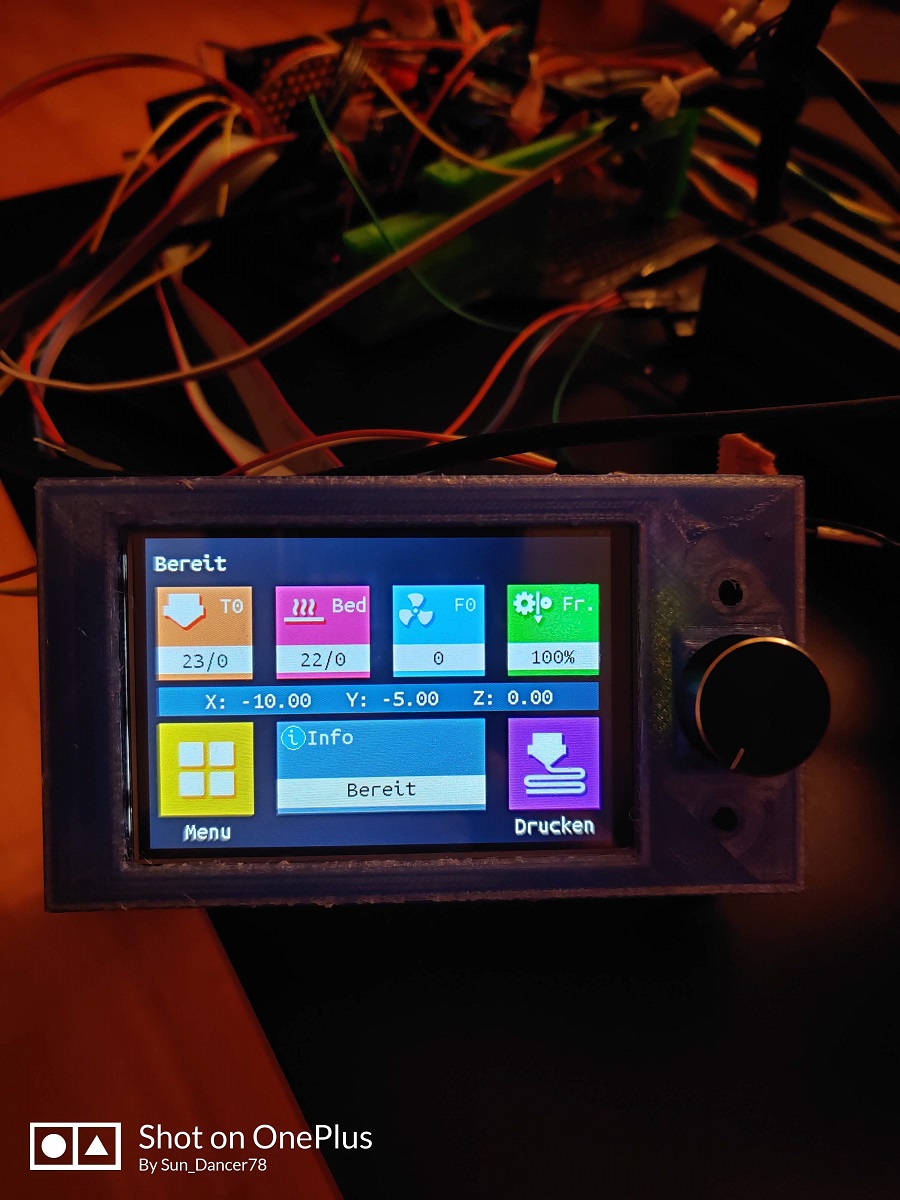 Bereit
T0 Bed F0 Fr.
23/0 22/0 0 100%
X: -10.00 Y: -5.00 Z: 0.00
i Info
Bereit
Menu Drucken
Shot on OnePlus
By Sun_Dancer78